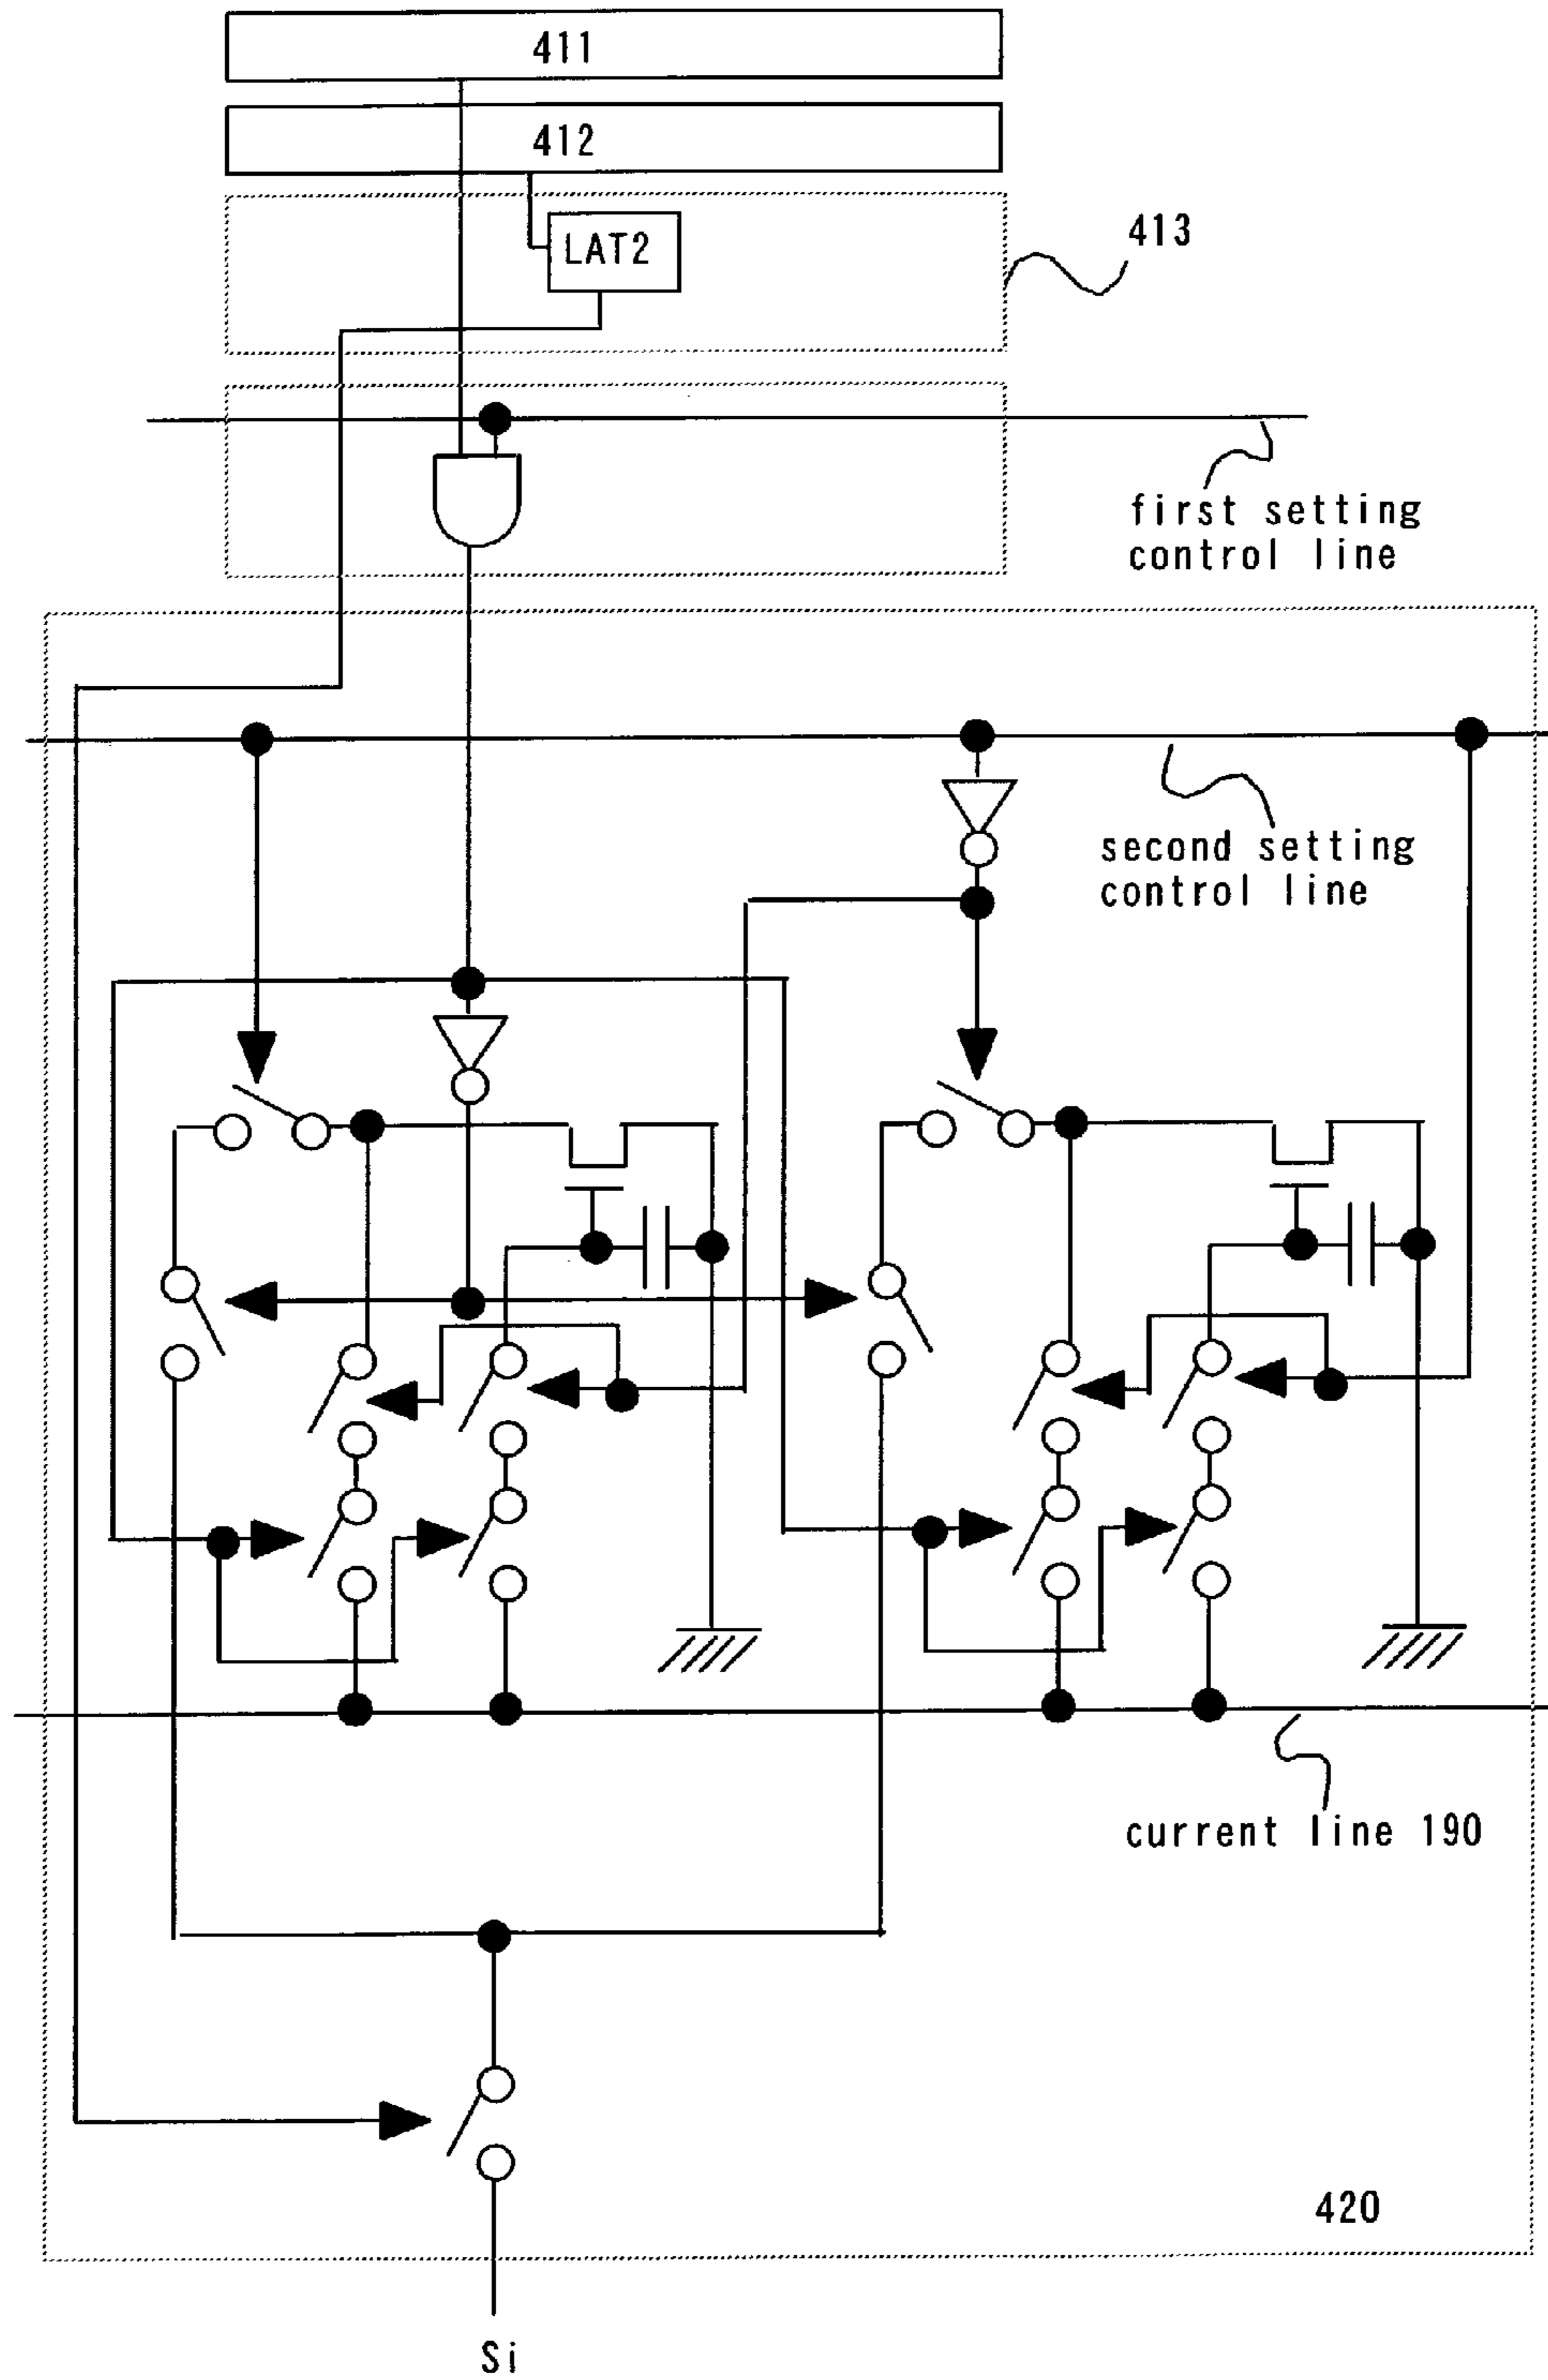 411
412
LAT2
413
first setting
control line
second setting
control line
current line 190
420
Si